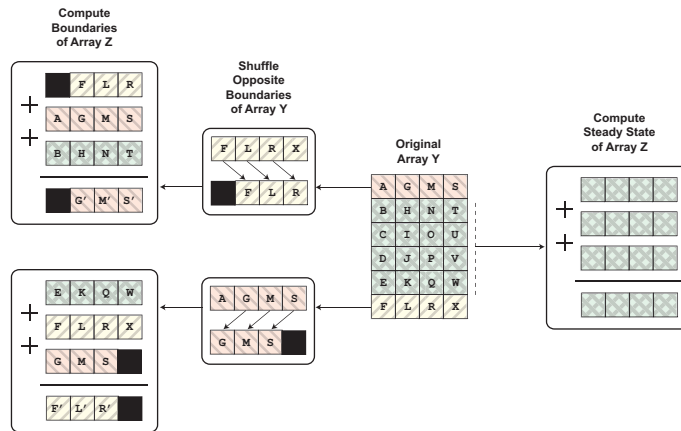 Compute
Boundaries
of Array Z
F L R
+
A G M S
+
B H N T
G' M' S'
E K Q W
+
F L R X
+
G M S
F' L' R'
Shuffle
Opposite
Boundaries
of Array Y
F L R X
F L R
A G M S
G M S
Original
Array Y
A G M S
B H N T
C I O U
D J P V
E K Q W
F L R X
Compute
Steady State
of Array Z
+
+